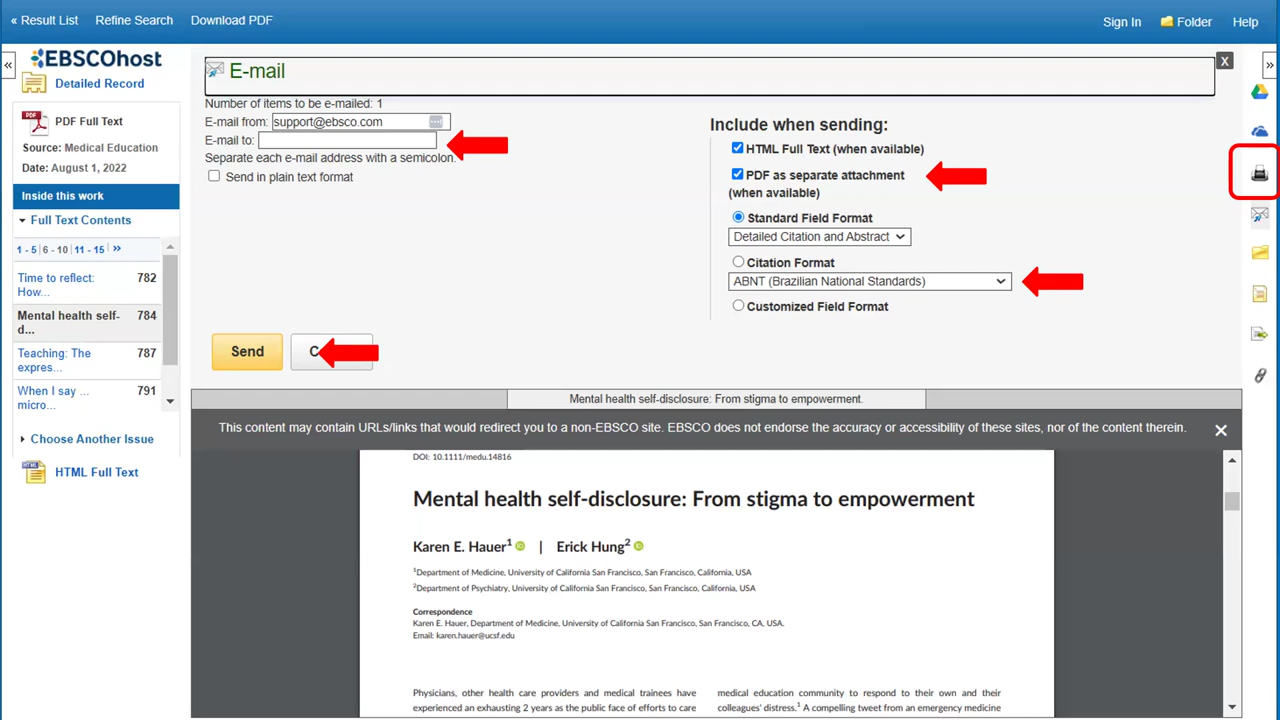 « Result List Refine Search Download PDF Sign In Folder Help
«
EBSCOhost
Detailed Record
PDF
PDF Full Text
Source: Medical Education
Date: August 1, 2022
Inside this work
Full Text Contents
1 - 5 | 6 - 10 | 11 - 15 | »
Time to reflect: 782
How...
Mental health self- 784
d...
Teaching: The 787
expres...
When I say ... 791
micro...
Choose Another Issue
HTML Full Text
E-mail
X
»
Number of items to be e-mailed: 1
E-mail from: support@ebsco.com
E-mail to:
Separate each e-mail address with a semicolon.
Send in plain text format
Include when sending:
HTML Full Text (when available)
PDF as separate attachment
(when available)
Standard Field Format
Detailed Citation and Abstract
Citation Format
ABNT (Brazilian National Standards)
Customized Field Format
Send C
Mental health self-disclosure: From stigma to empowerment.
This content may contain URLs/links that would redirect you to a non-EBSCO site. EBSCO does not endorse the accuracy or accessibility of these sites, nor of the content therein. ×
DOI: 10.1111/medu.14816
Mental health self-disclosure: From stigma to empowerment
Karen E. Hauer1 iD | Erick Hung2 iD
1Department of Medicine, University of California San Francisco, San Francisco, California, USA
2Department of Psychiatry, University of California San Francisco, San Francisco, California, USA
Correspondence
Karen E. Hauer, Department of Medicine, University of California San Francisco, San Francisco, CA, USA.
Email: karen.hauer@ucsf.edu
Physicians, other health care providers and medical trainees have
experienced an exhausting 2 years as the public face of efforts to care
medical education community to respond to their own and their
colleagues' distress.1 A compelling tweet from an emergency medicine